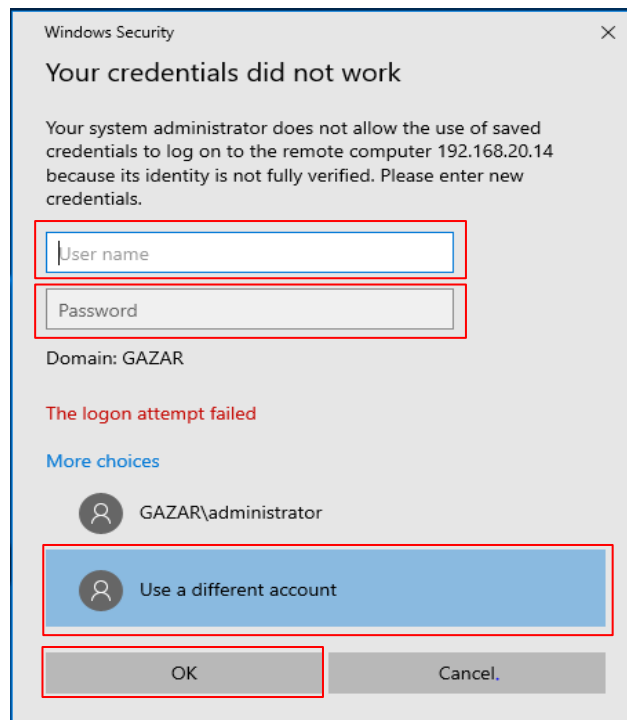 Windows Security
Your credentials did not work
Your system administrator does not allow the use of saved
credentials to log on to the remote computer 192.168.20.14
because its identity is not fully verified. Please enter new
credentials.
User name
Password
Domain: GAZAR
The logon attempt failed
More choices
GAZAR\administrator
Use a different account
OK
Cancel.